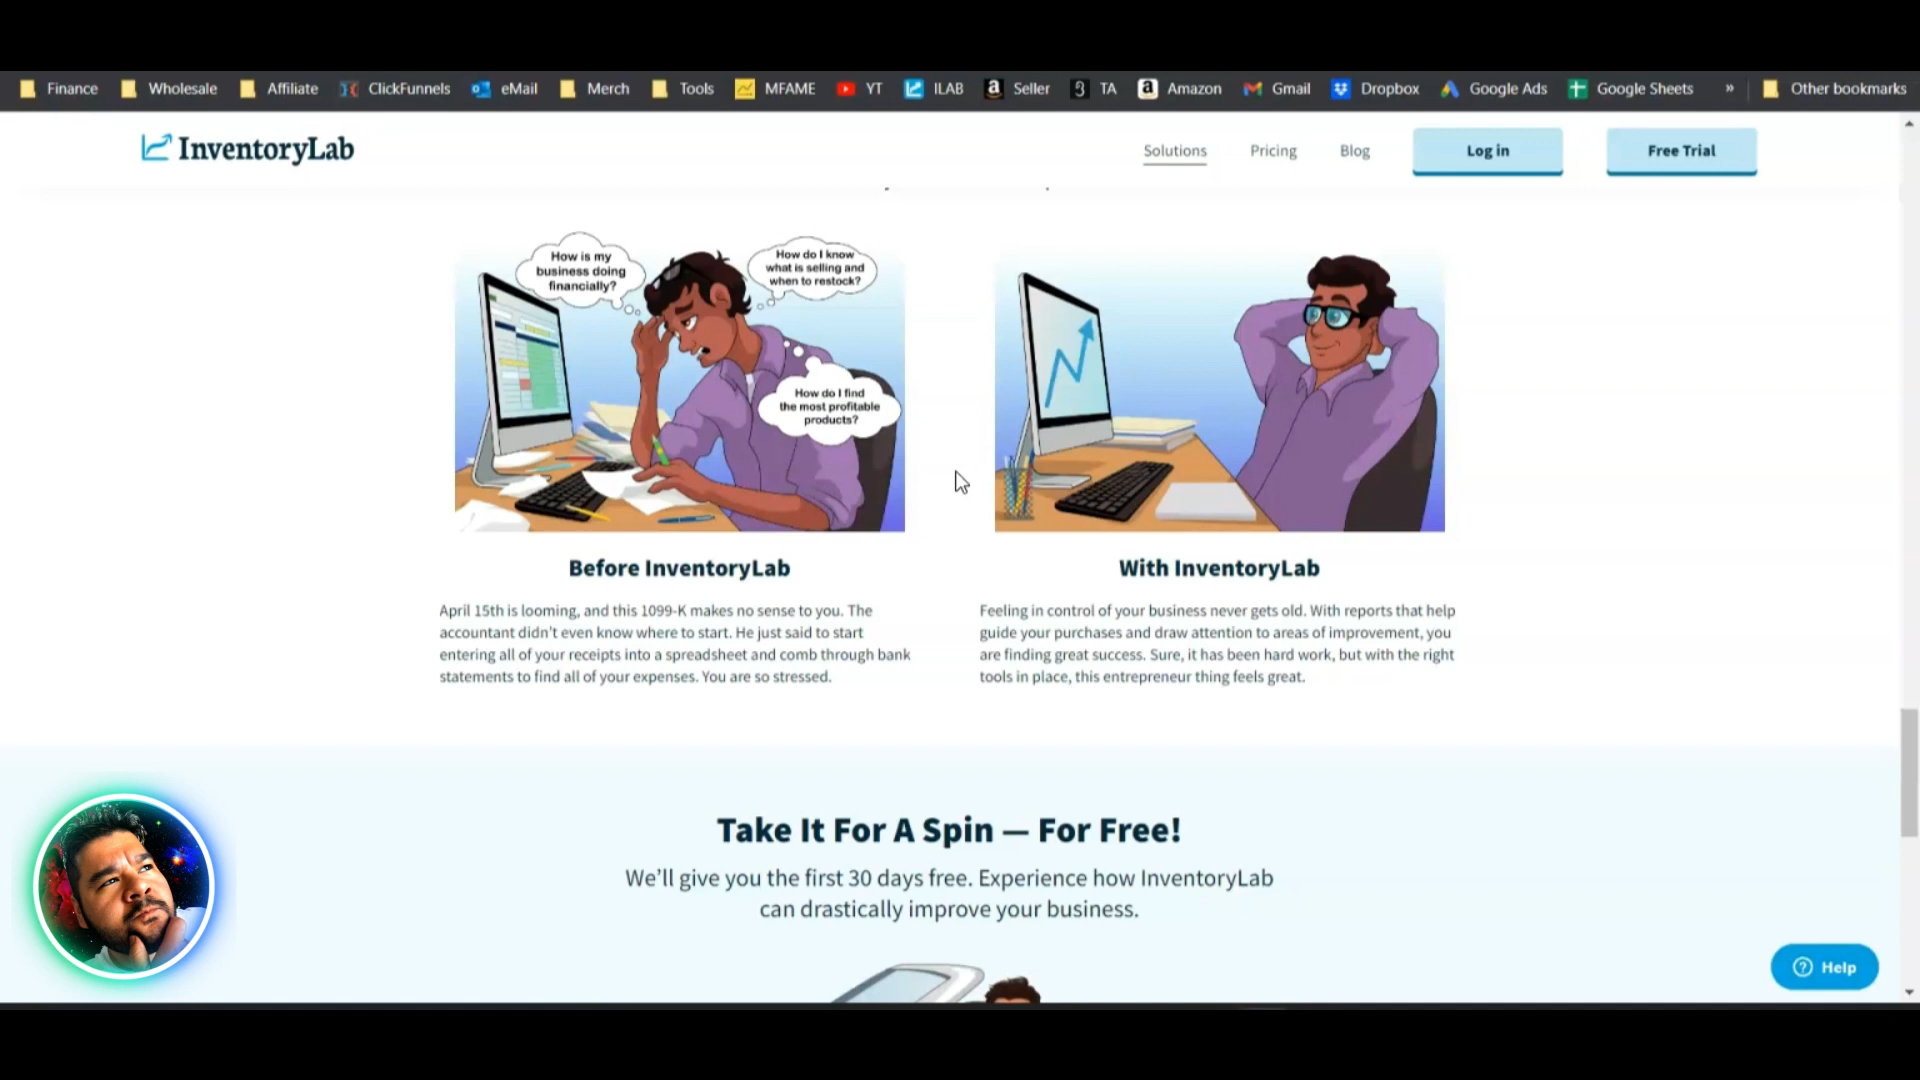 Finance Wholesale Affiliate ClickFunnels eMail Merch Tools MFAME YT ILAB Seller TA Amazon Gmail Dropbox Google Ads Google Sheets » Other bookmarks
InventoryLab Solutions Pricing Blog Log in Free Trial
How is my
business doing
financially?
How do I know
what is selling and
when to restock?
How do I find
the most profitable
products?
Before InventoryLab
April 15th is looming, and this 1099-K makes no sense to you. The
accountant didn't even know where to start. He just said to start
entering all of your receipts into a spreadsheet and comb through bank
statements to find all of your expenses. You are so stressed.
With InventoryLab
Feeling in control of your business never gets old. With reports that help
guide your purchases and draw attention to areas of improvement, you
are finding great success. Sure, it has been hard work, but with the right
tools in place, this entrepreneur thing feels great.
Take It For A Spin — For Free!
We'll give you the first 30 days free. Experience how InventoryLab
can drastically improve your business.
Help